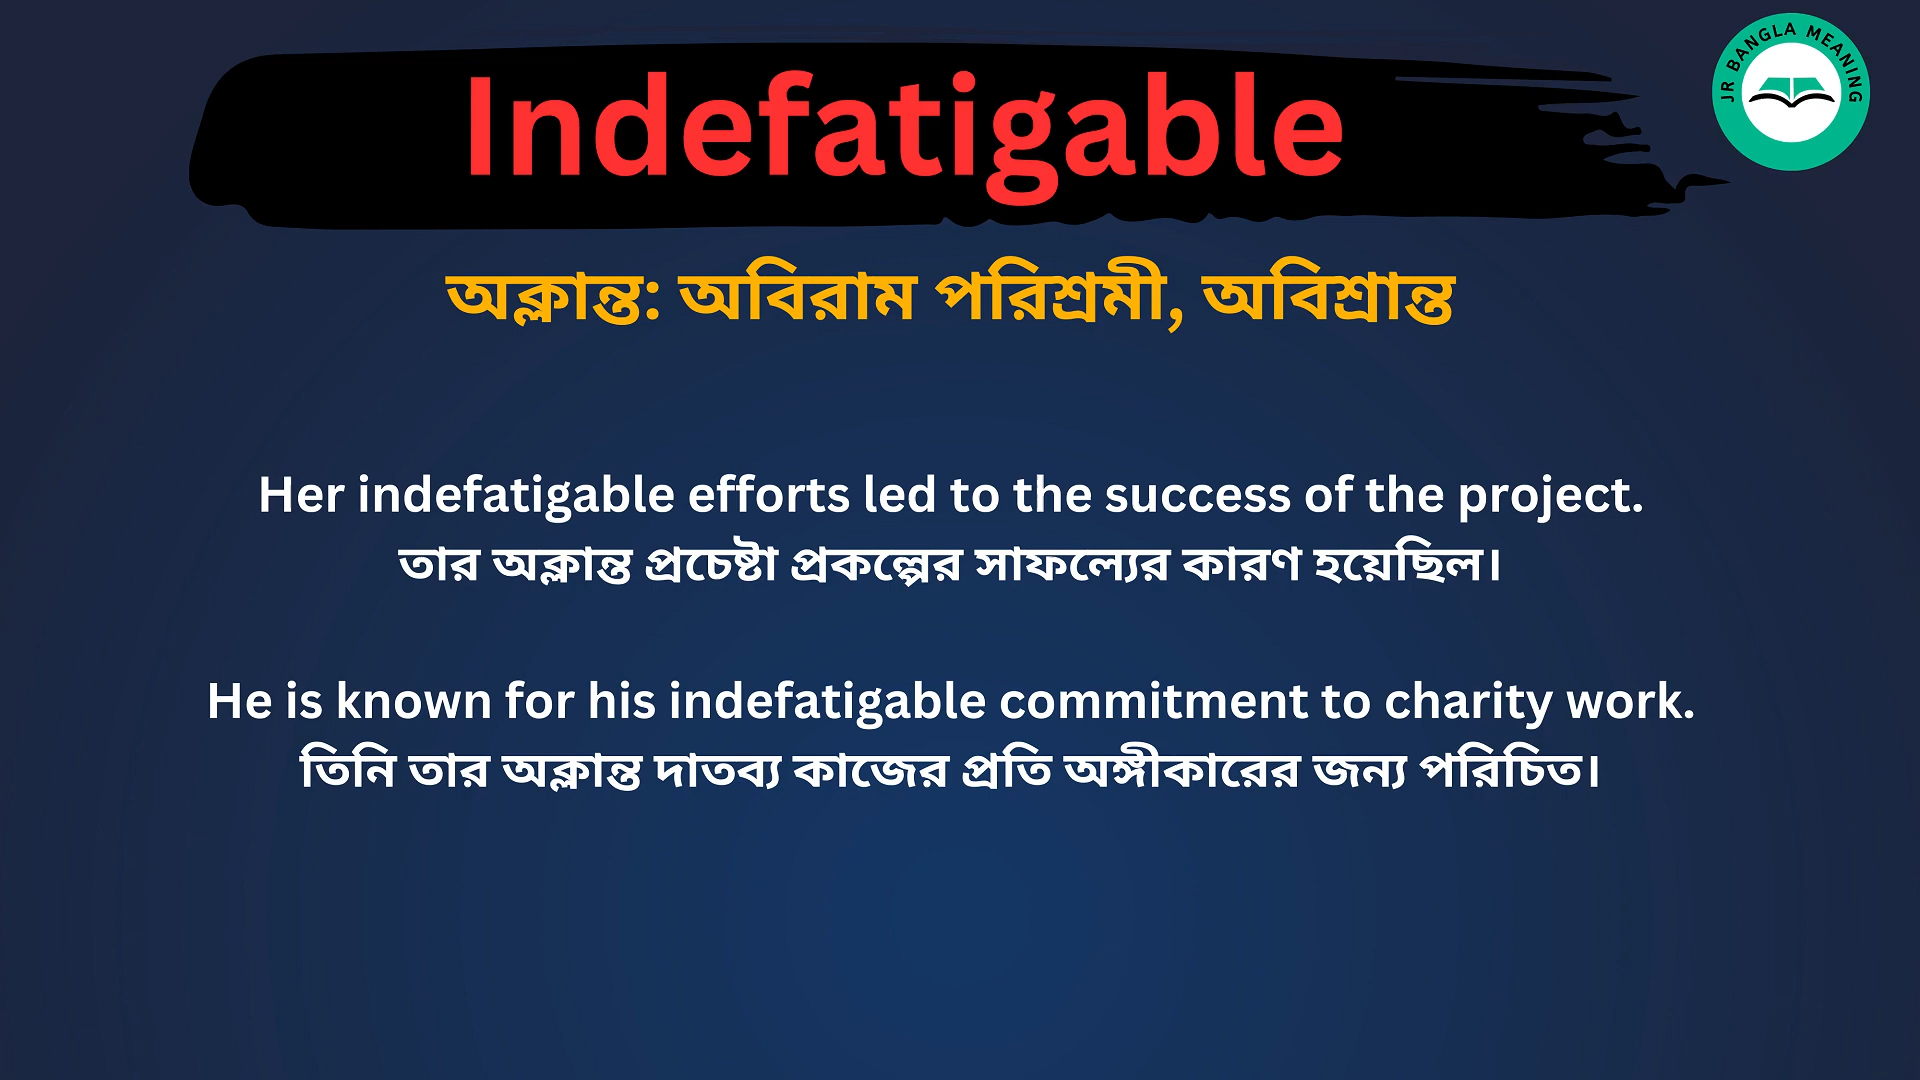 JR BANGLA MEANING
Indefatigable
অক্লান্ত: অবিরাম পরিশ্রমী, অবিশ্রান্ত
Her indefatigable efforts led to the success of the project.
তার অক্লান্ত প্রচেষ্টা প্রকল্পের সাফল্যের কারণ হয়েছিল।
He is known for his indefatigable commitment to charity work.
তিনি তার অক্লান্ত দাতব্য কাজের প্রতি অঙ্গীকারের জন্য পরিচিত।